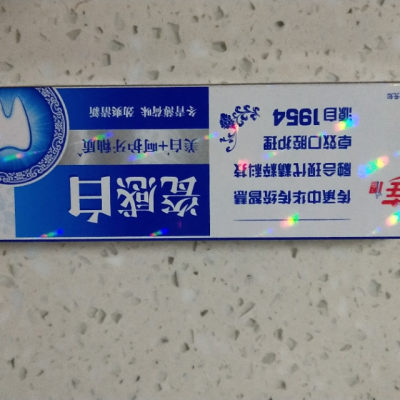 传承中华传统智慧
融合现代精粹科技
卓效口腔护理
源自1954
瓷感白
美白+呵护牙釉质
冬青薄荷味 劲爽清新